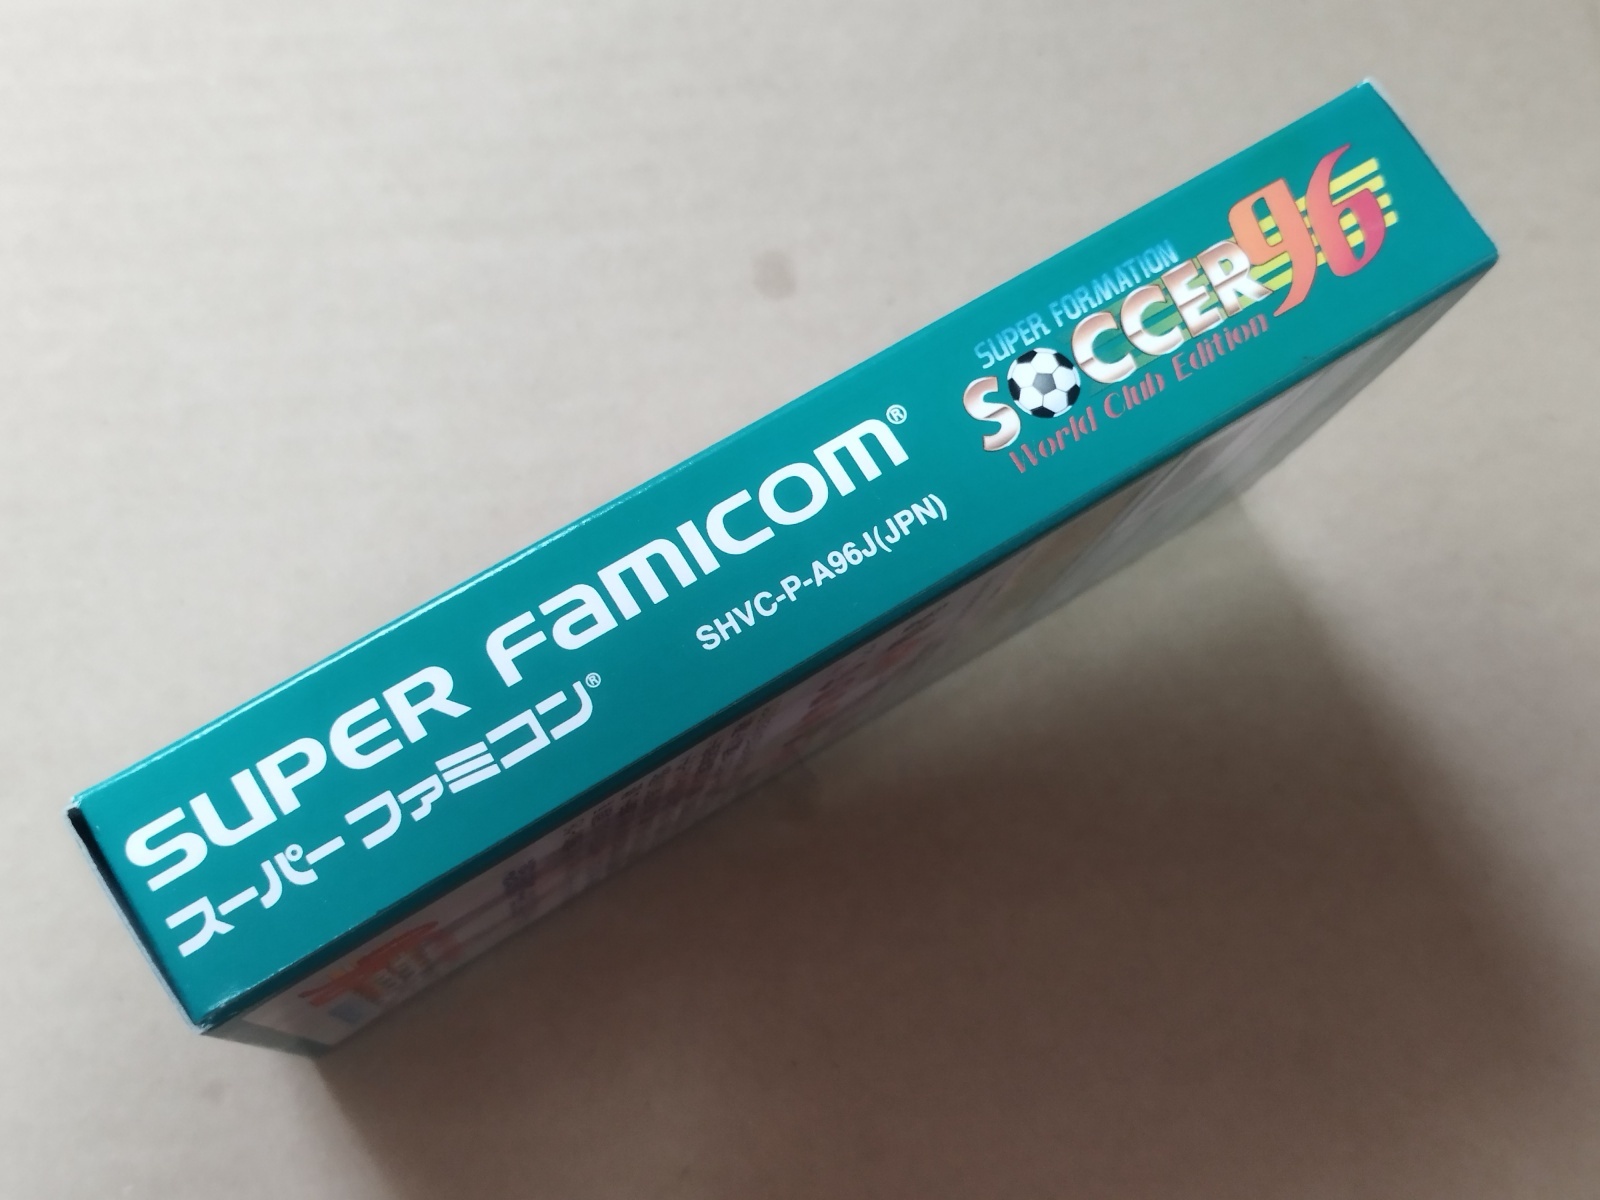 SUPER FAMICOM®
スーパーファミコン®
SHVC-P-A96J(JPN)
SUPER FORMATION
SOCCER96
World Club Edition